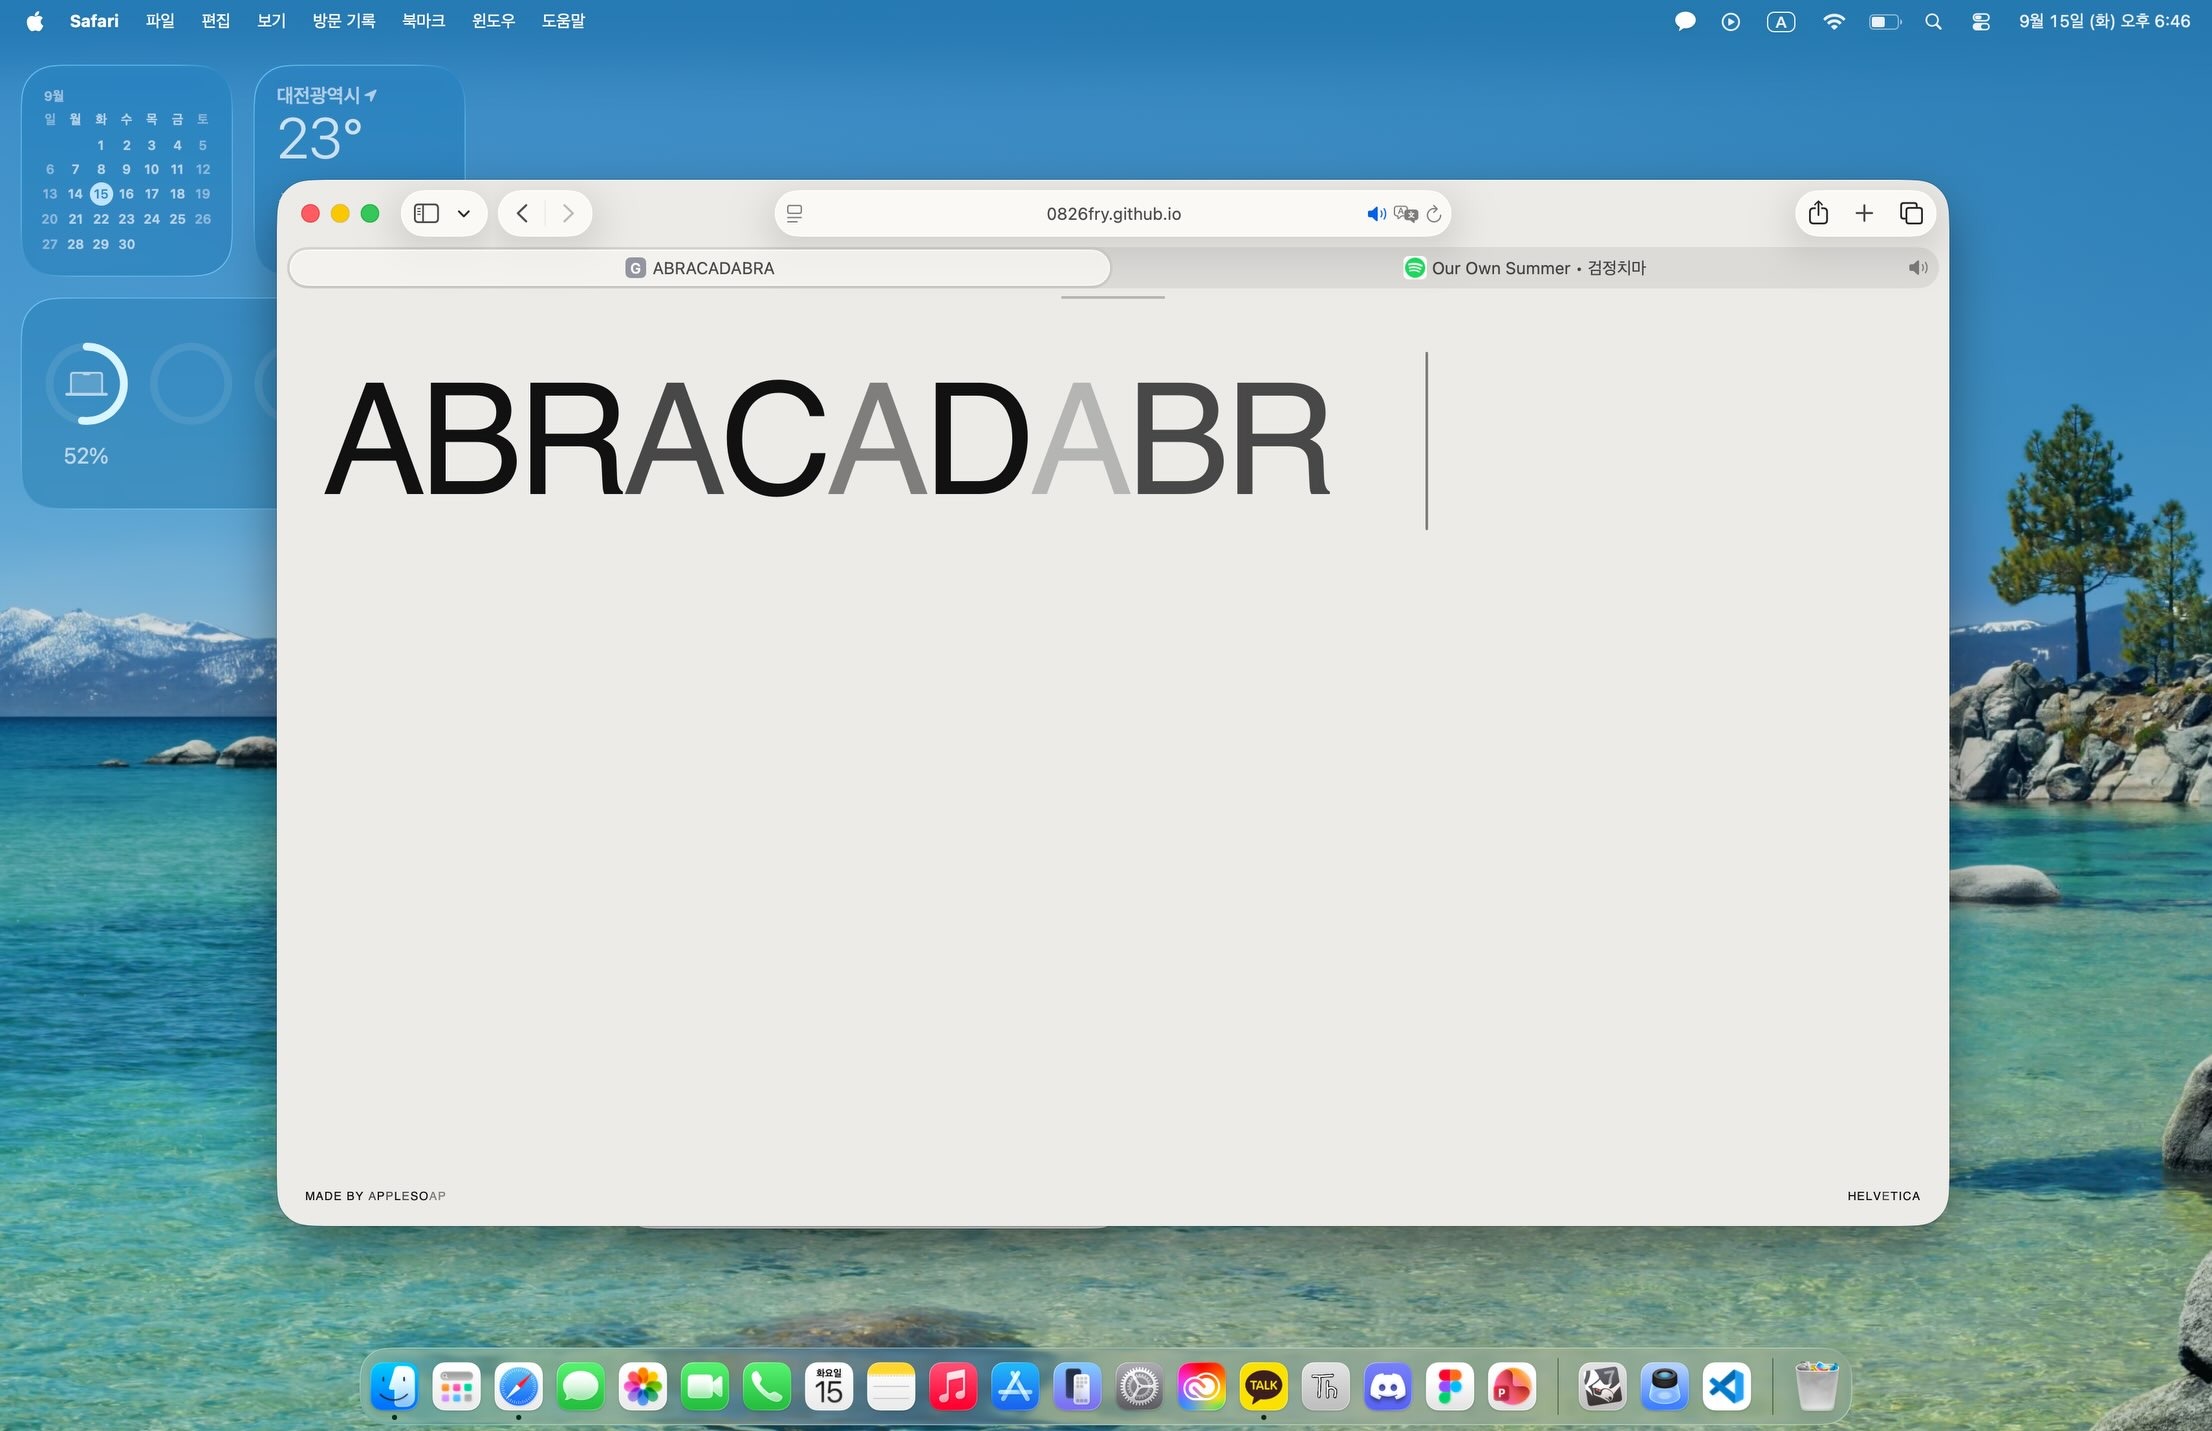 Safari 파일 편집 보기 방문 기록 북마크 윈도우 도움말
A
9월 15일 (화) 오후 6:46
9월
일 월 화 수 목 금 토
1 2 3 4 5
6 7 8 9 10 11 12
13 14 15 16 17 18 19
20 21 22 23 24 25 26
27 28 29 30
대전광역시
23°
52%
0826fry.github.io
G ABRACADABRA
Our Own Summer • 검정치마
ABRACADABR
MADE BY APPLESOAP
HELVETICA
화요일
15
TALK
Th
P